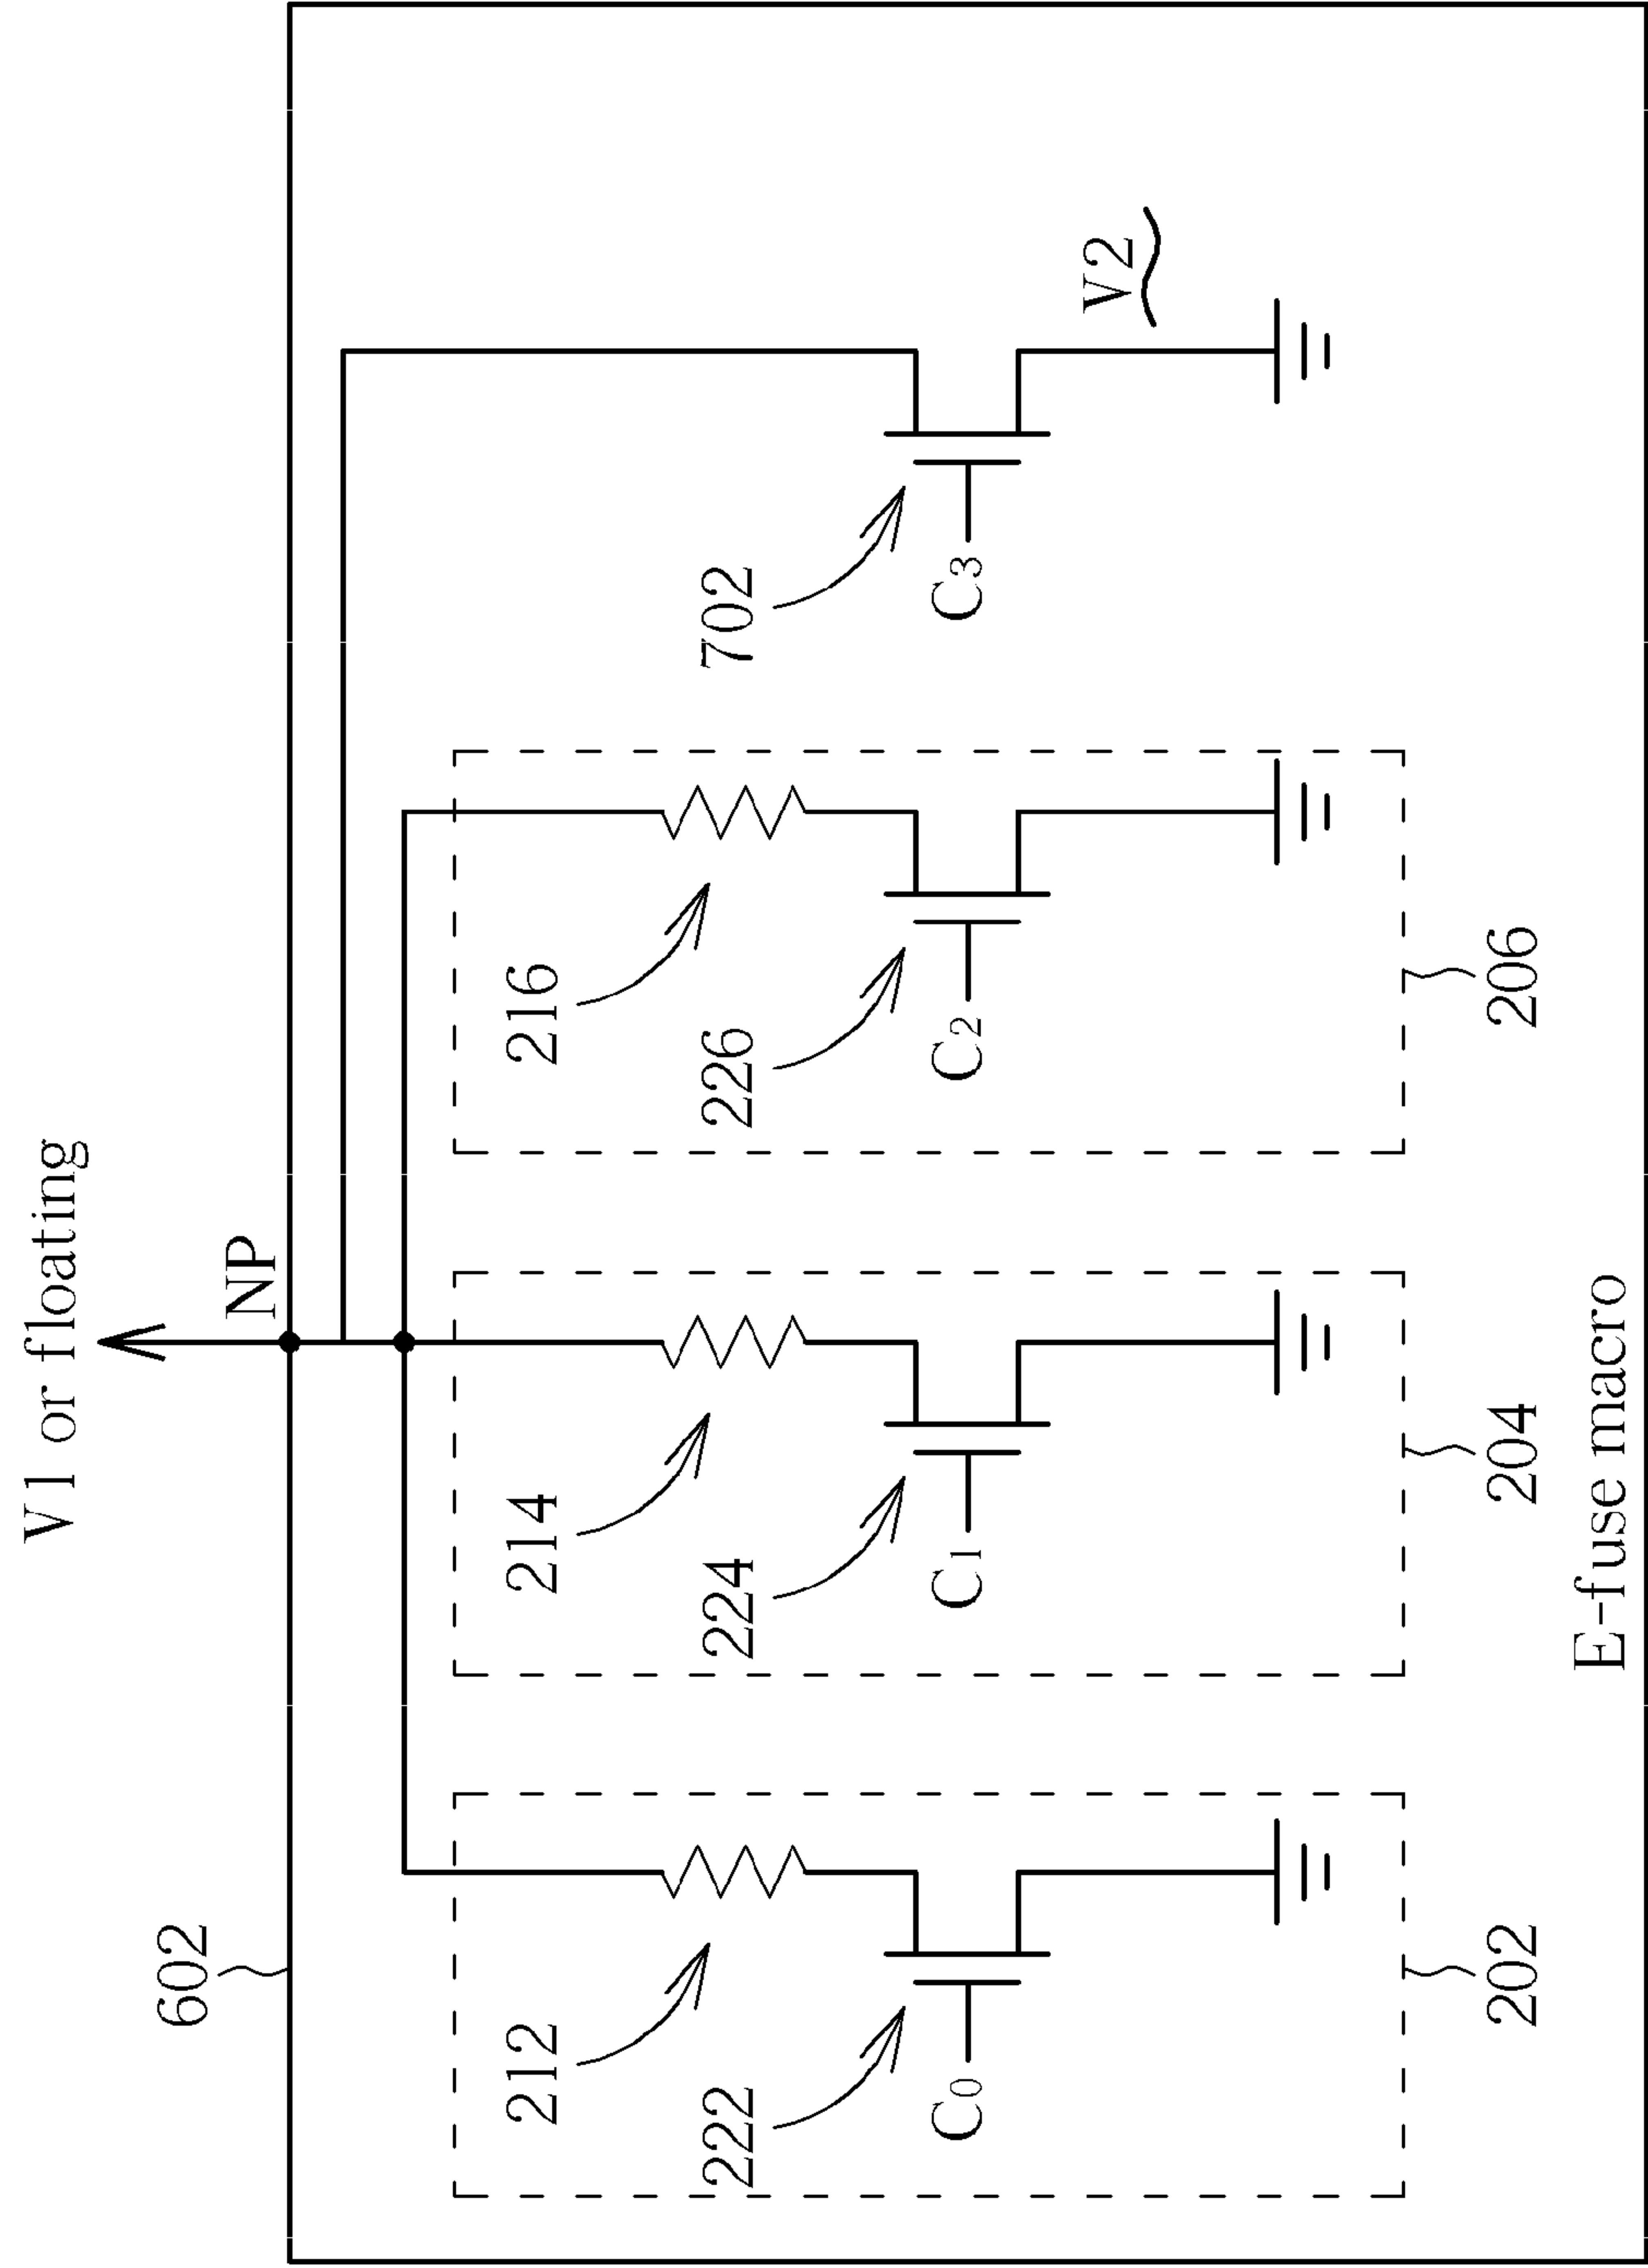 V1 or floating
NP
602
212
214
216
222
224
226
702
C0
C1
C2
C3
V2
202
204
206
E-fuse macro